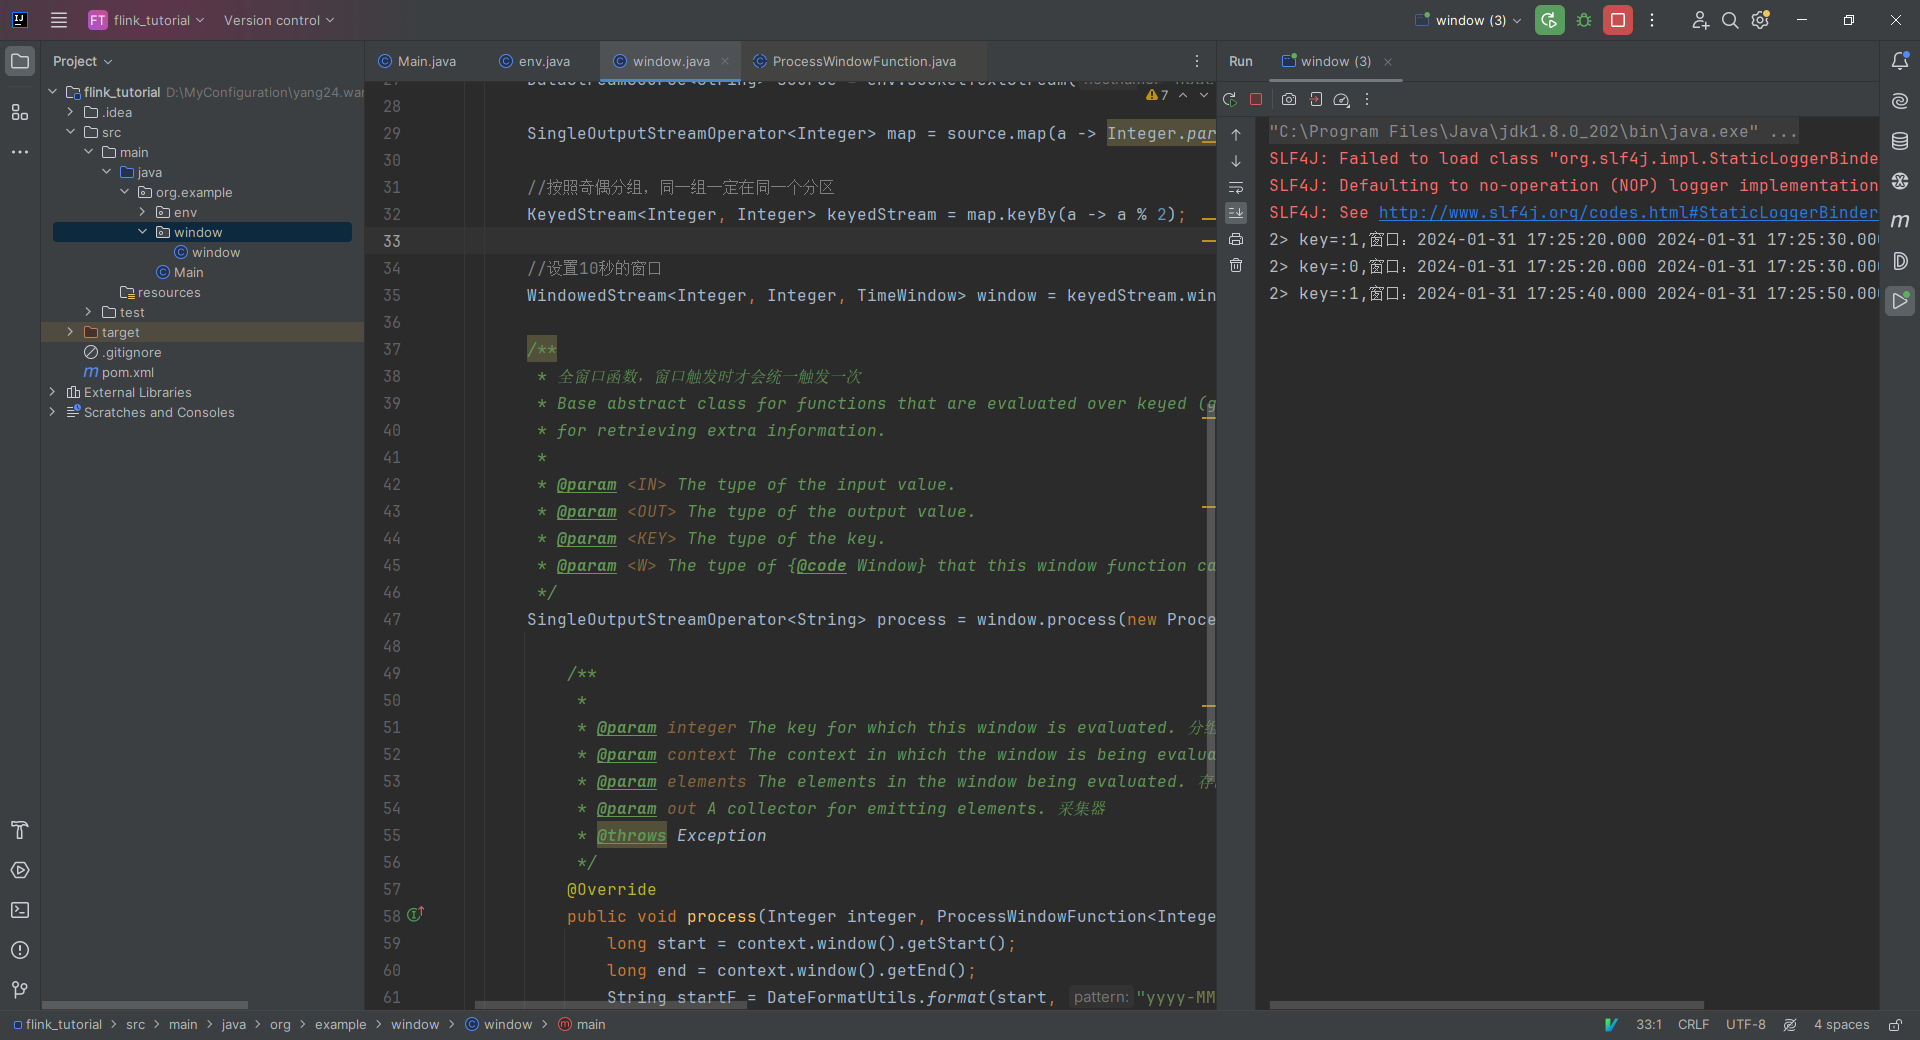 FT flink_tutorial Version control window (3)
Project
Main.java env.java window.java ProcessWindowFunction.java
Run window (3)
flink_tutorial D:\MyConfiguration\yang24.war
.idea
src
main
java
org.example
env
window
window
Main
resources
test
target
.gitignore
pom.xml
External Libraries
Scratches and Consoles
7
28
29 SingleOutputStreamOperator<Integer> map = source.map(a -> Integer.par
30
31 //按照奇偶分组，同一组一定在同一个分区
32 KeyedStream<Integer, Integer> keyedStream = map.keyBy(a -> a % 2);
33
34 //设置10秒的窗口
35 WindowedStream<Integer, Integer, TimeWindow> window = keyedStream.win
36
37 /**
38 * 全窗口函数，窗口触发时才会统一触发一次
39 * Base abstract class for functions that are evaluated over keyed (g
40 * for retrieving extra information.
41 *
42 * @param <IN> The type of the input value.
43 * @param <OUT> The type of the output value.
44 * @param <KEY> The type of the key.
45 * @param <W> The type of {@code Window} that this window function ca
46 */
47 SingleOutputStreamOperator<String> process = window.process(new Proce
48
49 /**
50 *
51 * @param integer The key for which this window is evaluated. 分组
52 * @param context The context in which the window is being evalua
53 * @param elements The elements in the window being evaluated. 存
54 * @param out A collector for emitting elements. 采集器
55 * @throws Exception
56 */
57 @Override
58 public void process(Integer integer, ProcessWindowFunction<Intege
59 long start = context.window().getStart();
60 long end = context.window().getEnd();
61 String startF = DateFormatUtils.format(start, pattern: "yyyy-MM
"C:\Program Files\Java\jdk1.8.0_202\bin\java.exe" ...
SLF4J: Failed to load class "org.slf4j.impl.StaticLoggerBinde
SLF4J: Defaulting to no-operation (NOP) logger implementation
SLF4J: See http://www.slf4j.org/codes.html#StaticLoggerBinder
2> key=:1,窗口：2024-01-31 17:25:20.000 2024-01-31 17:25:30.00
2> key=:0,窗口：2024-01-31 17:25:20.000 2024-01-31 17:25:30.00
2> key=:1,窗口：2024-01-31 17:25:40.000 2024-01-31 17:25:50.00
flink_tutorial > src > main > java > org > example > window > window > main
33:1 CRLF UTF-8 4 spaces